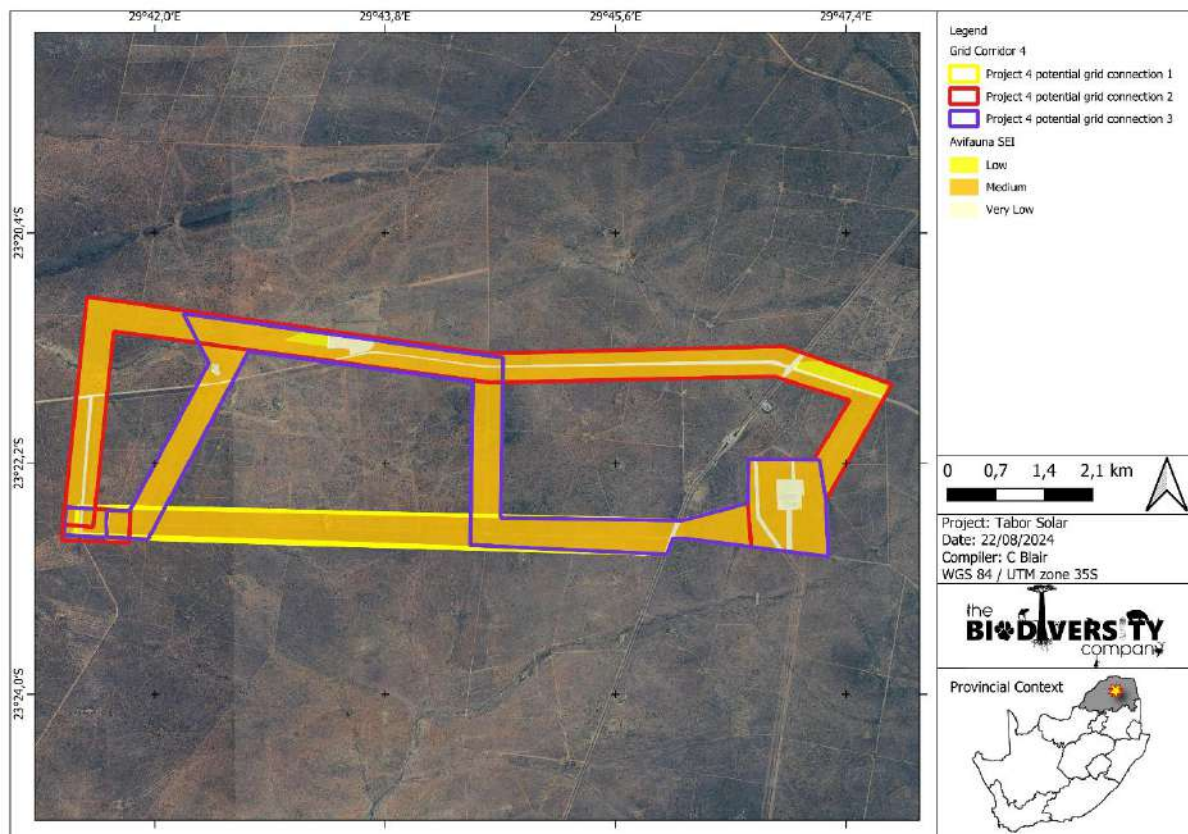 29°42,0'E
29°43,8'E
29°45,6'E
29°47,4'E
23°20,4'S
23°22,2'S
23°24,0'S
Legend
Grid Corridor 4
Project 4 potential grid connection 1
Project 4 potential grid connection 2
Project 4 potential grid connection 3
Avifauna SEI
Low
Medium
Very Low
0 0,7 1,4 2,1 km
Project: Tabor Solar
Date: 22/08/2024
Compiler: C Blair
WGS 84 / UTM zone 35S
the
BIODIVERSITY
company
Provincial Context